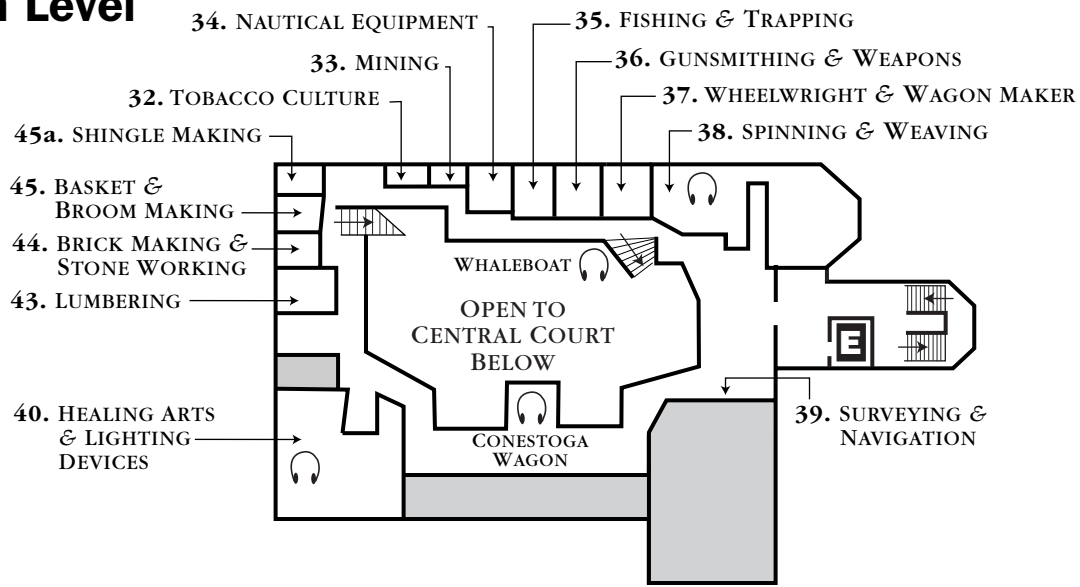 Level
34. NAUTICAL EQUIPMENT
35. FISHING & TRAPPING
33. MINING
36. GUNSMITHING & WEAPONS
32. TOBACCO CULTURE
37. WHEELWRIGHT & WAGON MAKER
45a. SHINGLE MAKING
38. SPINNING & WEAVING
45. BASKET &
BROOM MAKING
44. BRICK MAKING &
STONE WORKING
43. LUMBERING
WHALEBOAT
OPEN TO
CENTRAL COURT
BELOW
E
40. HEALING ARTS
& LIGHTING
DEVICES
CONESTOGA
WAGON
39. SURVEYING &
NAVIGATION